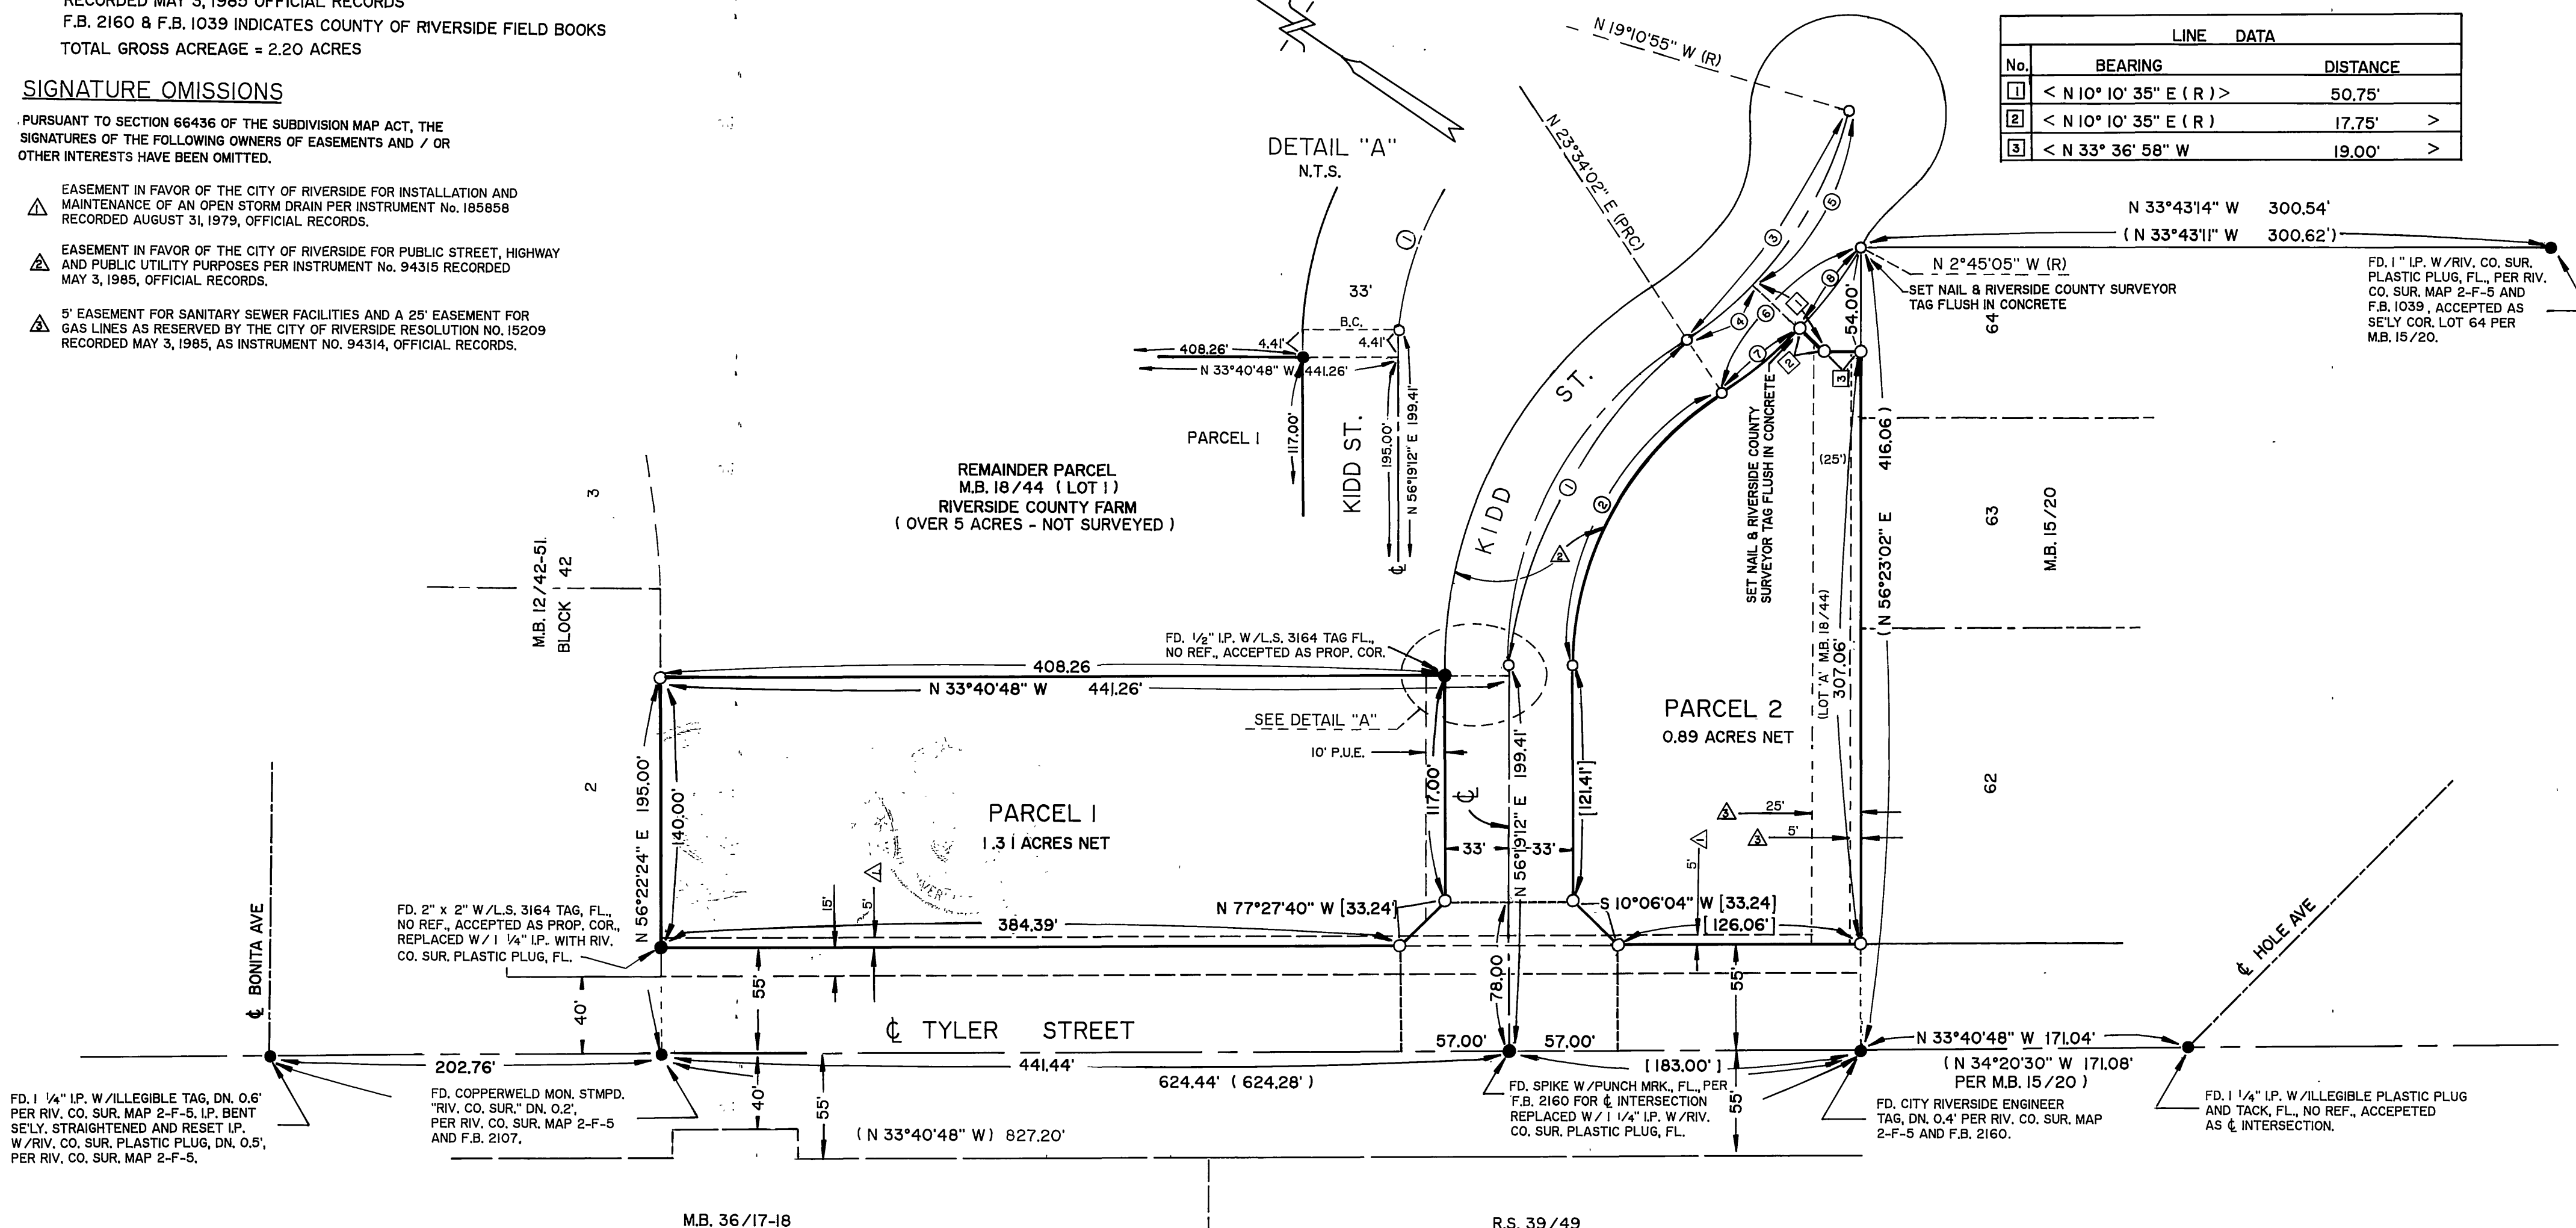 RECORDED MAY 3, 1985 OFFICIAL RECORDS
F.B. 2160 & F.B. 1039 INDICATES COUNTY OF RIVERSIDE FIELD BOOKS
TOTAL GROSS ACREAGE = 2.20 ACRES
SIGNATURE OMISSIONS
PURSUANT TO SECTION 66436 OF THE SUBDIVISION MAP ACT, THE
SIGNATURES OF THE FOLLOWING OWNERS OF EASEMENTS AND / OR
OTHER INTERESTS HAVE BEEN OMITTED.
1
EASEMENT IN FAVOR OF THE CITY OF RIVERSIDE FOR INSTALLATION AND
MAINTENANCE OF AN OPEN STORM DRAIN PER INSTRUMENT No. 185858
RECORDED AUGUST 31, 1979, OFFICIAL RECORDS.
2
EASEMENT IN FAVOR OF THE CITY OF RIVERSIDE FOR PUBLIC STREET, HIGHWAY
AND PUBLIC UTILITY PURPOSES PER INSTRUMENT No. 94315 RECORDED
MAY 3, 1985, OFFICIAL RECORDS.
3
5' EASEMENT FOR SANITARY SEWER FACILITIES AND A 25' EASEMENT FOR
GAS LINES AS RESERVED BY THE CITY OF RIVERSIDE RESOLUTION NO. 15209
RECORDED MAY 3, 1985, AS INSTRUMENT NO. 94314, OFFICIAL RECORDS.
LINE DATA
No. BEARING DISTANCE
1 < N 10° 10' 35" E ( R ) > 50.75'
2 < N 10° 10' 35" E ( R ) 17.75' >
3 < N 33° 36' 58" W 19.00' >
DETAIL "A"
N.T.S.
1
33'
B.C.
4.41'
4.41'
408.26'
N 33°40'48" W 441.26'
117.00'
195.00'
N 56°19'12" E 199.41'
PARCEL 1
KIDD ST.
℄
N 19°10'55" W (R)
N 23°34'02" E (PRC)
3
5
4
6
7
8
1
2
3
1
2
2
KIDD ST.
N 33°43'14" W 300.54'
( N 33°43'11" W 300.62')
N 2°45'05" W (R)
SET NAIL & RIVERSIDE COUNTY SURVEYOR
TAG FLUSH IN CONCRETE
FD. 1" I.P. W/RIV. CO. SUR.
PLASTIC PLUG, FL., PER RIV.
CO. SUR. MAP 2-F-5 AND
F.B. 1039, ACCEPTED AS
SE'LY COR. LOT 64 PER
M.B. 15/20.
64
54.00'
SET NAIL & RIVERSIDE COUNTY
SURVEYOR TAG FLUSH IN CONCRETE
(25')
( N 56°23'02" E 416.06 )
63
M.B. 15/20
62
(LOT 'A' M.B. 18/44)
307.06'
REMAINDER PARCEL
M.B. 18/44 ( LOT 1 )
RIVERSIDE COUNTY FARM
( OVER 5 ACRES - NOT SURVEYED )
3
M.B. 12/42-51
BLOCK 42
2
FD. 1/2" I.P. W/L.S. 3164 TAG FL.,
NO REF., ACCEPTED AS PROP. COR.
408.26
N 33°40'48" W 441.26'
SEE DETAIL "A"
10' P.U.E.
PARCEL 2
0.89 ACRES NET
PARCEL 1
1.31 ACRES NET
N 56°22'24" E 195.00'
140.00'
117.00'
℄
N 56°19'12" E 199.41'
[121.41']
33'
33'
3 25'
3 5'
1
5'
1
5'
15'
N 77°27'40" W [33.24']
S 10°06'04" W [33.24]
384.39'
[126.06']
FD. 2" x 2" W/L.S. 3164 TAG, FL.,
NO REF., ACCEPTED AS PROP. COR.,
REPLACED W/ 1 1/4" I.P. WITH RIV.
CO. SUR. PLASTIC PLUG, FL.
℄ BONITA AVE
℄ HOLE AVE
40'
55'
78.00
55'
℄ TYLER STREET
57.00'
57.00'
N 33°40'48" W 171.04'
( N 34°20'30" W 171.08'
PER M.B. 15/20 )
202.76'
441.44'
[183.00']
624.44' ( 624.28' )
40'
55'
55'
( N 33°40'48" W) 827.20'
FD. 1 1/4" I.P. W/ILLEGIBLE TAG, DN. 0.6'
PER RIV. CO. SUR. MAP 2-F-5. I.P. BENT
SE'LY, STRAIGHTENED AND RESET I.P.
W/RIV. CO. SUR. PLASTIC PLUG, DN. 0.5',
PER RIV. CO. SUR. MAP 2-F-5.
FD. COPPERWELD MON. STMPD.
"RIV. CO. SUR." DN. 0.2',
PER RIV. CO. SUR. MAP 2-F-5
AND F.B. 2107.
FD. SPIKE W/PUNCH MRK., FL., PER
F.B. 2160 FOR ℄ INTERSECTION
REPLACED W/ 1 1/4" I.P. W/RIV.
CO. SUR. PLASTIC PLUG, FL.
FD. CITY RIVERSIDE ENGINEER
TAG, DN. 0.4' PER RIV. CO. SUR. MAP
2-F-5 AND F.B. 2160.
FD. 1 1/4" I.P. W/ILLEGIBLE PLASTIC PLUG
AND TACK, FL., NO REF., ACCEPETED
AS ℄ INTERSECTION.
M.B. 36/17-18
R.S. 39/49